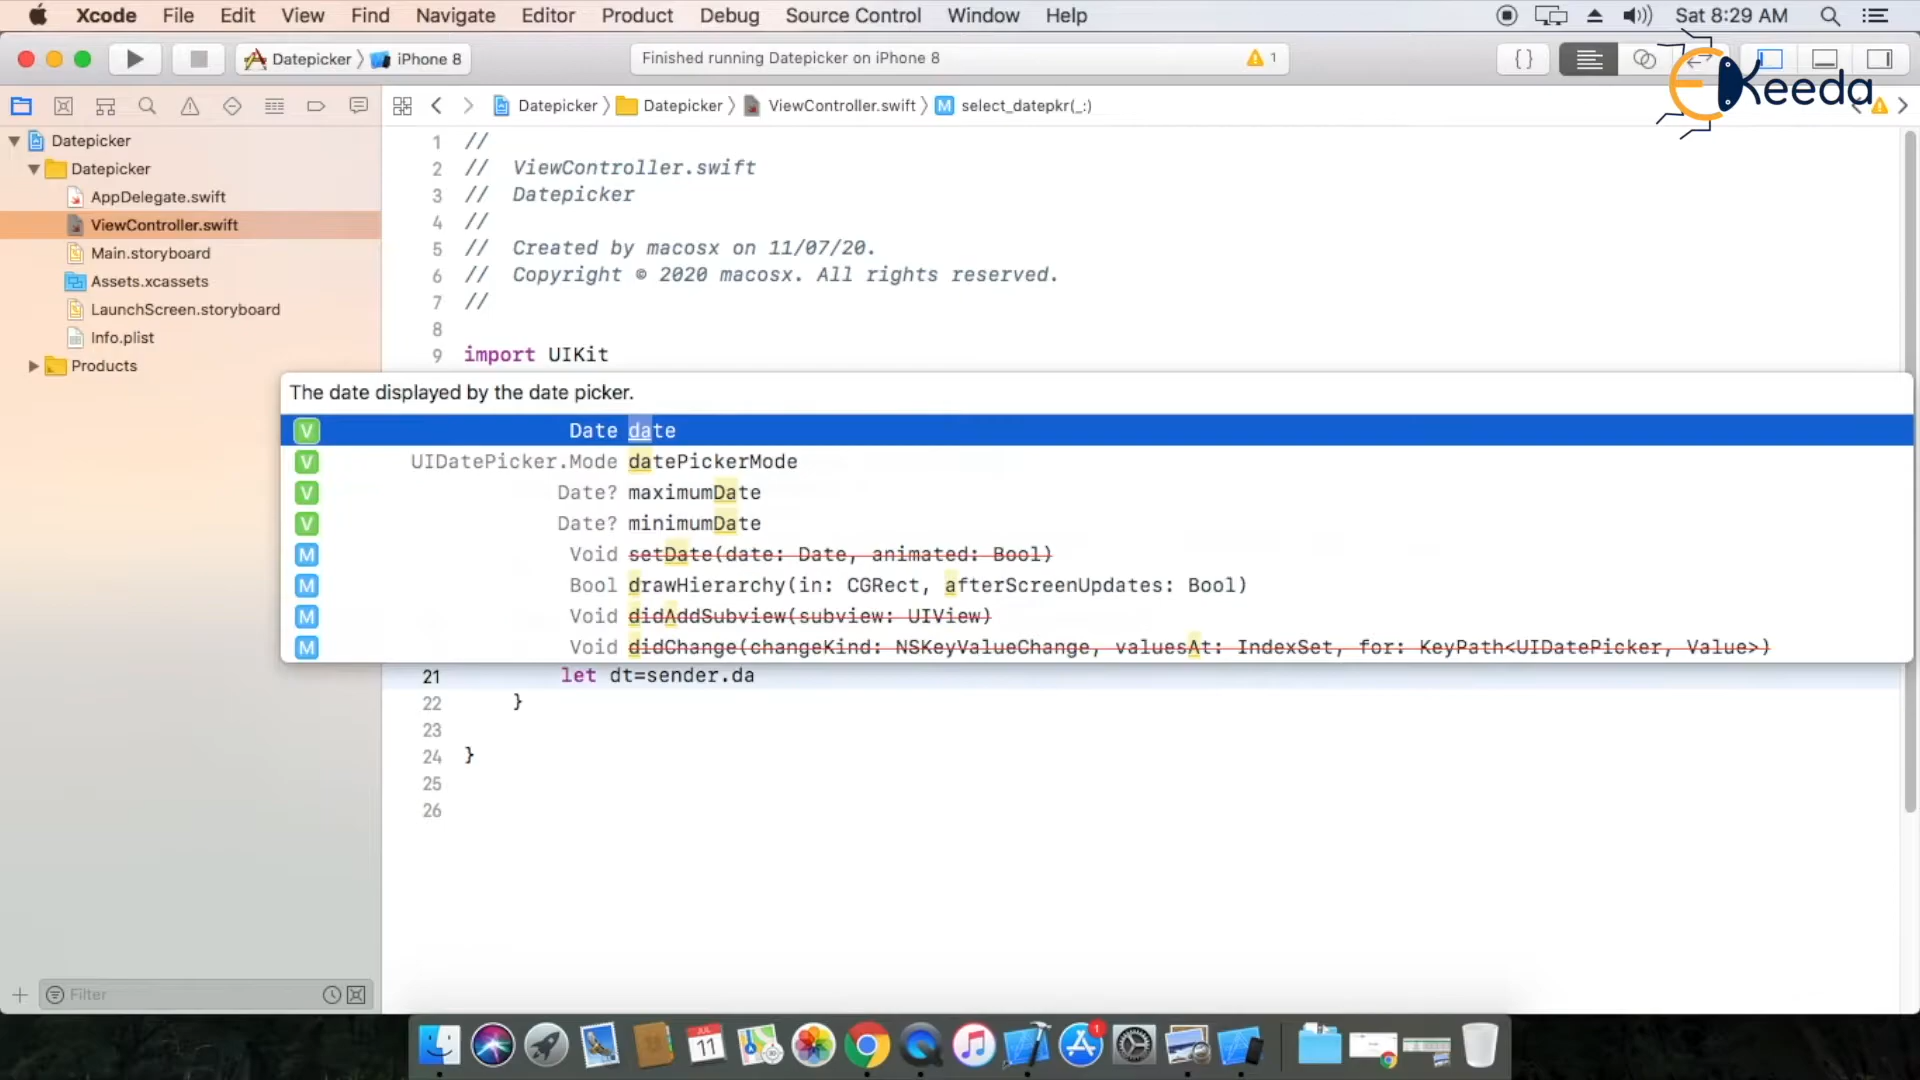 Xcode File Edit View Find Navigate Editor Product Debug Source Control Window Help Sat 8:29 AM
Datepicker iPhone 8 Finished running Datepicker on iPhone 8 1 { }
Keeda
Datepicker Datepicker ViewController.swift M select_datepkr(_:)
Datepicker
Datepicker
AppDelegate.swift
ViewController.swift
Main.storyboard
Assets.xcassets
LaunchScreen.storyboard
Info.plist
Products
1 //
2 // ViewController.swift
3 // Datepicker
4 //
5 // Created by macosx on 11/07/20.
6 // Copyright © 2020 macosx. All rights reserved.
7 //
8
9 import UIKit
The date displayed by the date picker.
V Date date
V UIDatePicker.Mode datePickerMode
V Date? maximumDate
V Date? minimumDate
M Void setDate(date: Date, animated: Bool)
M Bool drawHierarchy(in: CGRect, afterScreenUpdates: Bool)
M Void didAddSubview(subview: UIView)
M Void didChange(changeKind: NSKeyValueChange, valuesAt: IndexSet, for: KeyPath<UIDatePicker, Value>)
21 let dt=sender.da
22 }
23
24 }
25
26
Filter
JUL
11
1